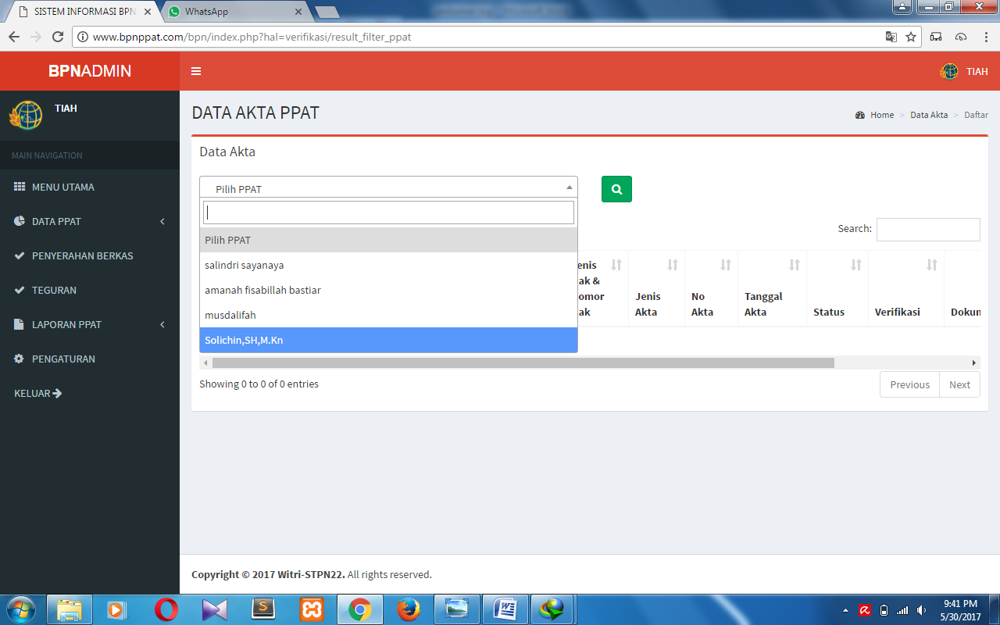 SISTEM INFORMASI BPN
WhatsApp
www.bpnppat.com/bpn/index.php?hal=verifikasi/result_filter_ppat
BPNADMIN
TIAH
TIAH
MAIN NAVIGATION
MENU UTAMA
DATA PPAT
PENYERAHAN BERKAS
TEGURAN
LAPORAN PPAT
PENGATURAN
KELUAR
DATA AKTA PPAT
Home > Data Akta > Daftar
Data Akta
Pilih PPAT
Pilih PPAT
salindri sayanaya
amanah fisabillah bastiar
musdalifah
Solichin,SH,M.Kn
Search:
enis
ak &
omor
ak
Jenis
Akta
No
Akta
Tanggal
Akta
Status
Verifikasi
Dokun
Showing 0 to 0 of 0 entries
Previous
Next
Copyright © 2017 Witri-STPN22. All rights reserved.
9:41 PM
5/30/2017